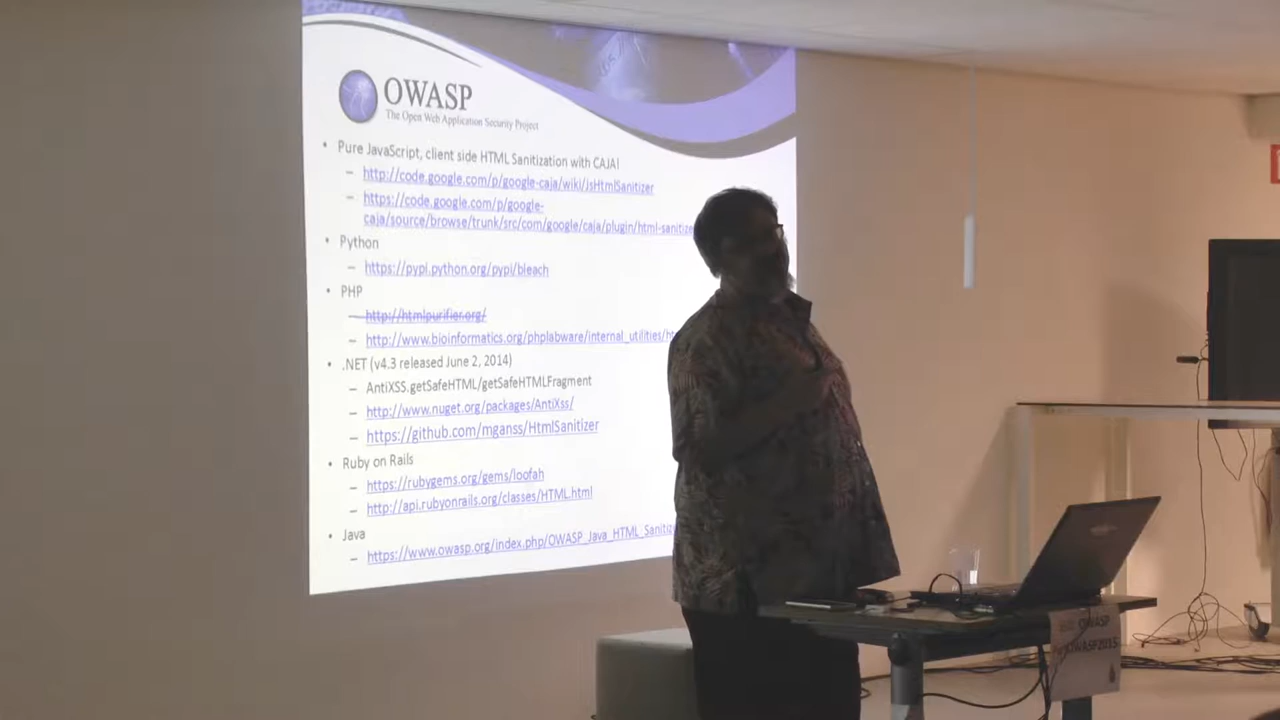 OWASP
The Open Web Application Security Project
• Pure JavaScript, client side HTML Sanitization with CAJA!
– http://code.google.com/p/google-caja/wiki/JsHtmlSanitizer
– https://code.google.com/p/google-
caja/source/browse/trunk/src/com/google/caja/plugin/html-sanitize
• Python
– https://pypi.python.org/pypi/bleach
• PHP
– http://htmlpurifier.org/
– http://www.bioinformatics.org/phplabware/internal_utilities/ht
• .NET (v4.3 released June 2, 2014)
– AntiXSS.getSafeHTML/getSafeHTMLFragment
– http://www.nuget.org/packages/AntiXss/
– https://github.com/mganss/HtmlSanitizer
• Ruby on Rails
– https://rubygems.org/gems/loofah
– http://api.rubyonrails.org/classes/HTML.html
• Java
– https://www.owasp.org/index.php/OWASP_Java_HTML_Sanitiz
OWASP